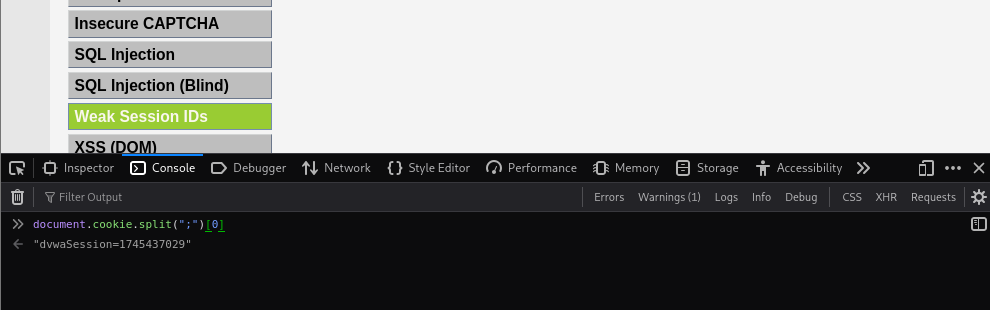 Insecure CAPTCHA
SQL Injection
SQL Injection (Blind)
Weak Session IDs
XSS (DOM)
Inspector Console Debugger Network Style Editor Performance Memory Storage Accessibility
Filter Output Errors Warnings (1) Logs Info Debug CSS XHR Requests
document.cookie.split(";")[0]
"dvwaSession=1745437029"